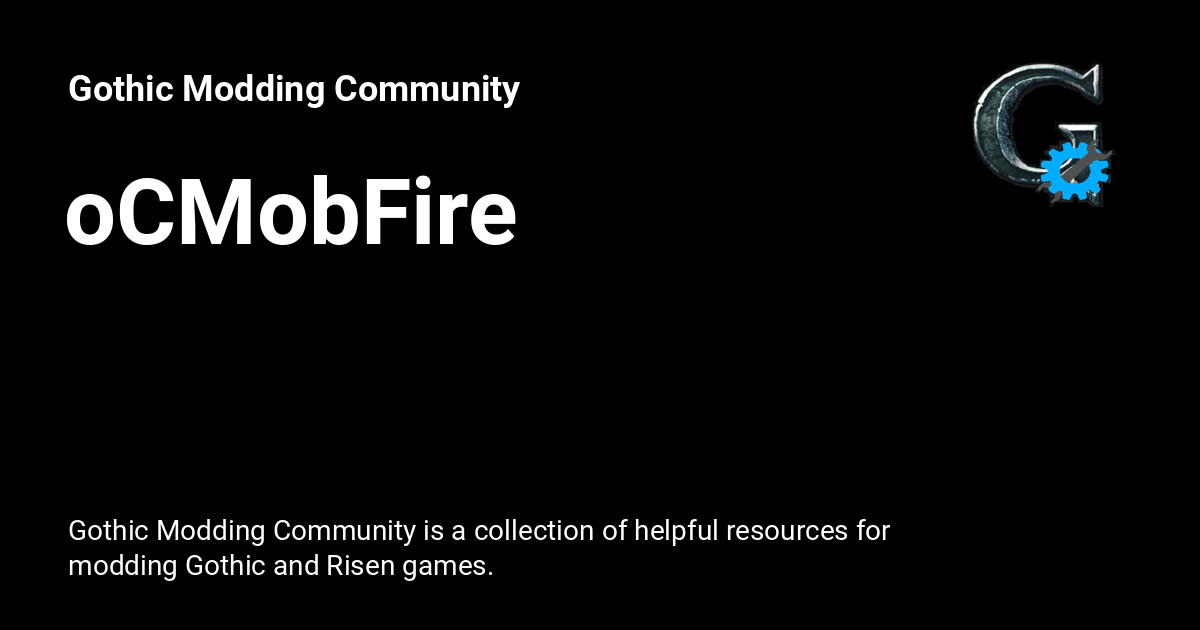 Gothic Modding Community
oCMobFire
Gothic Modding Community is a collection of helpful resources for
modding Gothic and Risen games.